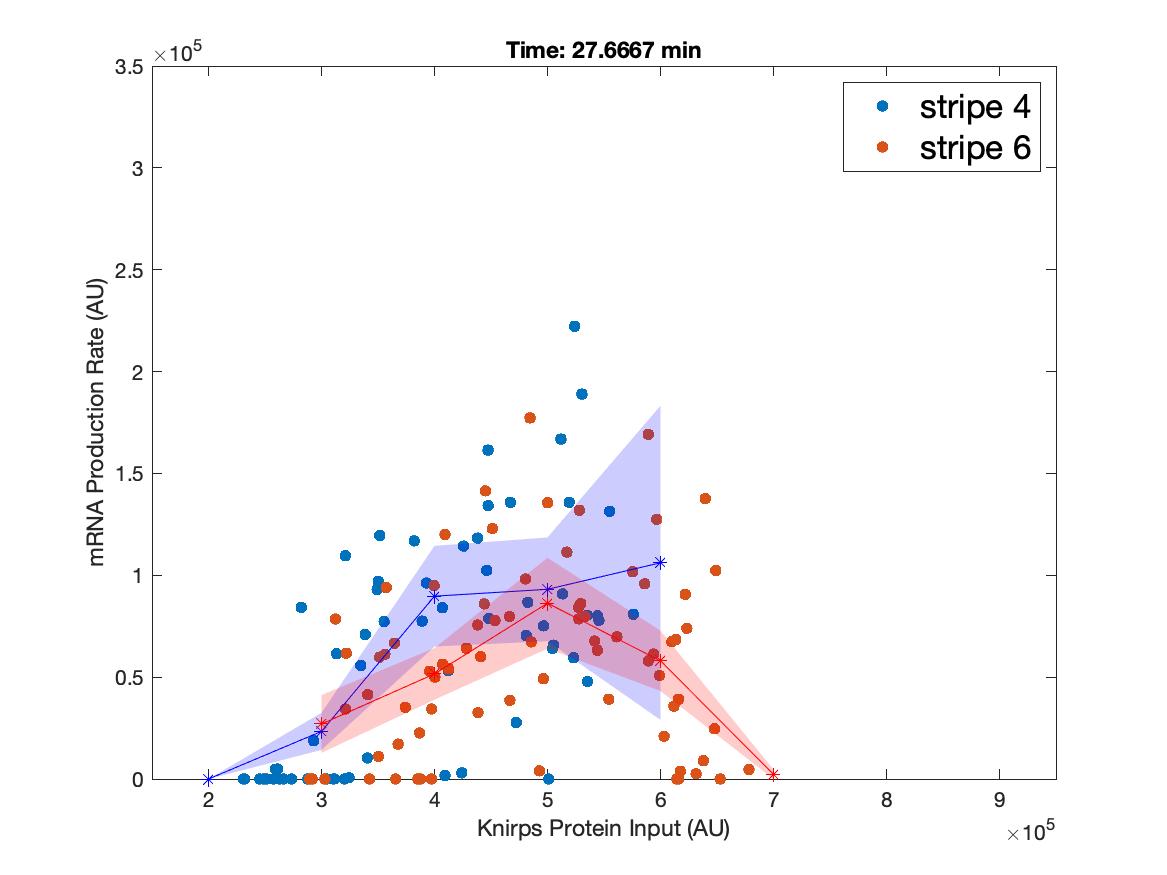 Time: 27.6667 min
×10⁵
3.5
3
2.5
2
1.5
1
0.5
0
mRNA Production Rate (AU)
stripe 4
stripe 6
2 3 4 5 6 7 8 9
Knirps Protein Input (AU)
×10⁵